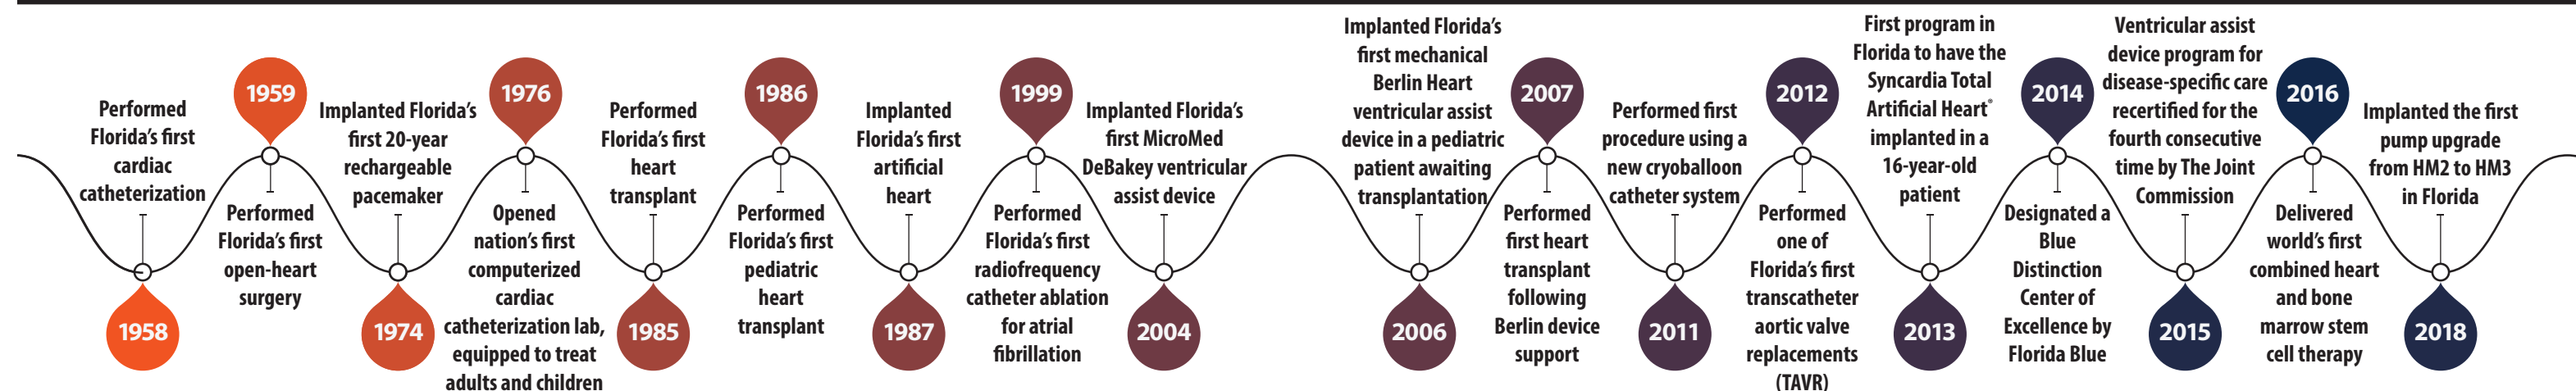 1958
Performed
Florida's first
cardiac
catheterization
1959
Performed
Florida's first
open-heart
surgery
1974
Implanted Florida's
first 20-year
rechargeable
pacemaker
1976
Opened
nation's first
computerized
cardiac
catheterization lab,
equipped to treat
adults and children
1985
Performed
Florida's first
heart
transplant
1986
Performed
Florida's first
pediatric
heart
transplant
1987
Implanted
Florida's first
artificial
heart
1999
Performed
Florida's first
radiofrequency
catheter ablation
for atrial
fibrillation
2004
Implanted Florida's
first MicroMed
DeBakey ventricular
assist device
2006
Implanted Florida's
first mechanical
Berlin Heart
ventricular assist
device in a pediatric
patient awaiting
transplantation
2007
Performed
first heart
transplant
following
Berlin device
support
2011
Performed first
procedure using a
new cryoballoon
catheter system
2012
Performed
one of
Florida's first
transcatheter
aortic valve
replacements
(TAVR)
2013
First program in
Florida to have the
Syncardia Total
Artificial Heart®
implanted in a
16-year-old
patient
2014
Designated a
Blue
Distinction
Center of
Excellence by
Florida Blue
2015
Ventricular assist
device program for
disease-specific care
recertified for the
fourth consecutive
time by The Joint
Commission
2016
Delivered
world's first
combined heart
and bone
marrow stem
cell therapy
2018
Implanted the first
pump upgrade
from HM2 to HM3
in Florida